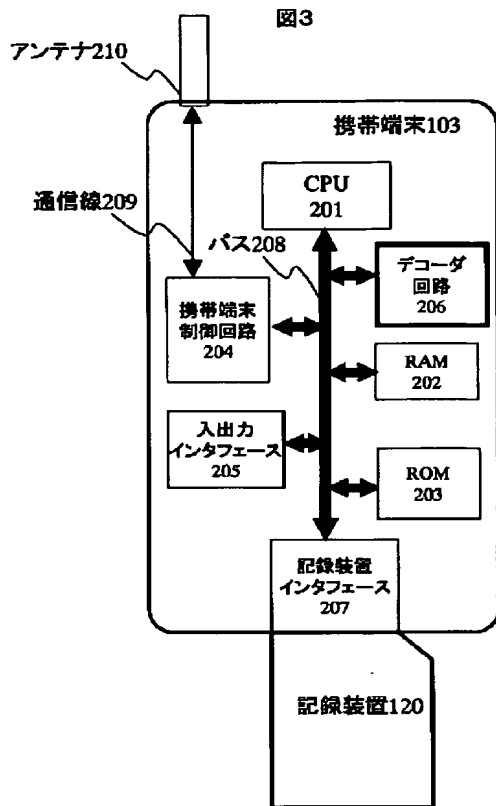 図3
アンテナ210
携帯端末103
CPU
201
通信線209
バス208
デコーダ
回路
206
携帯端末
制御回路
204
RAM
202
入出力
インタフェース
205
ROM
203
記録装置
インタフェース
207
記録装置120